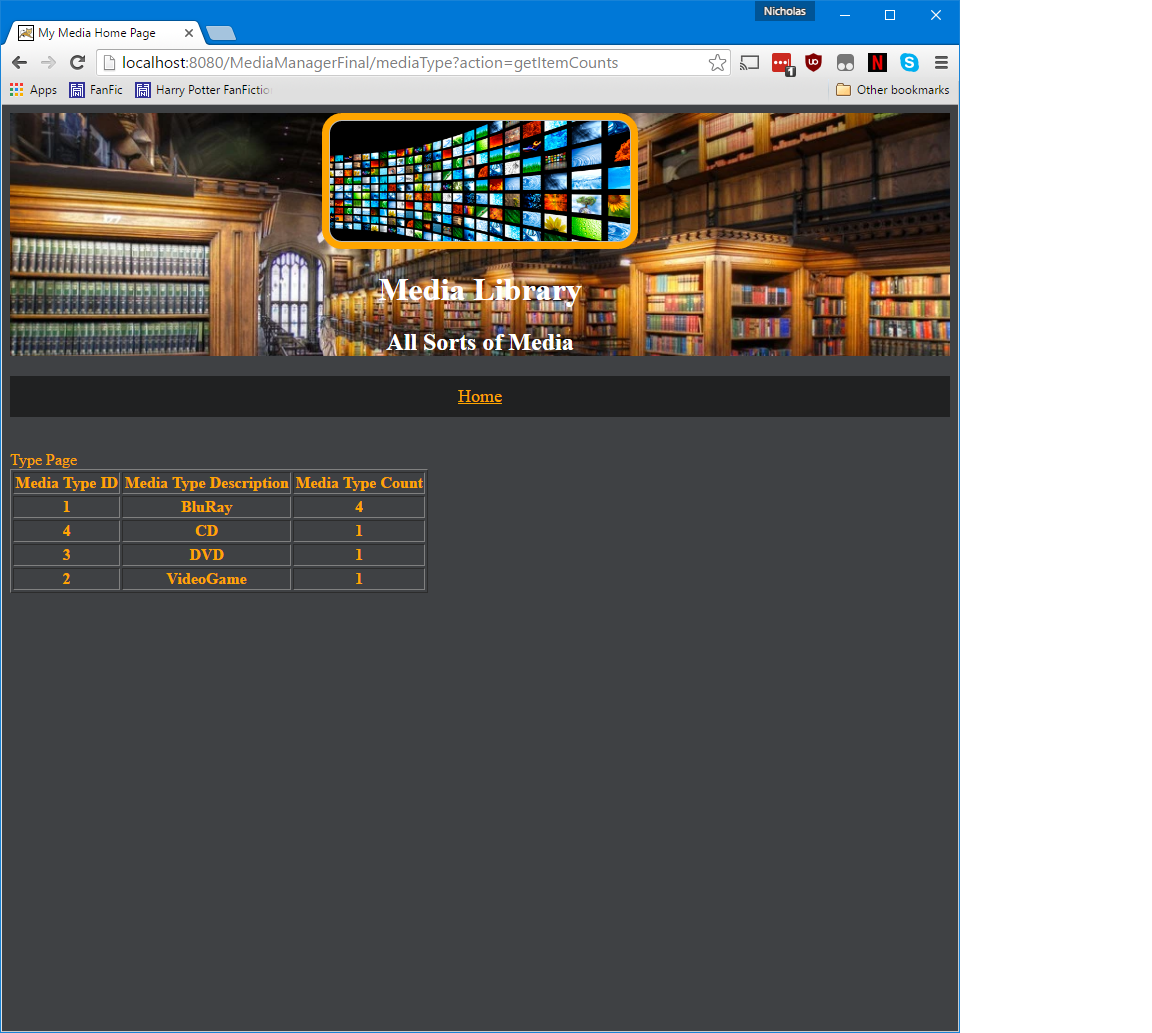 Nicholas
My Media Home Page
localhost:8080/MediaManagerFinal/mediaType?action=getItemCounts
Apps FanFic Harry Potter FanFictio Other bookmarks
Media Library
All Sorts of Media
Home
Type Page
Media Type ID Media Type Description Media Type Count
1 BluRay 4
4 CD 1
3 DVD 1
2 VideoGame 1